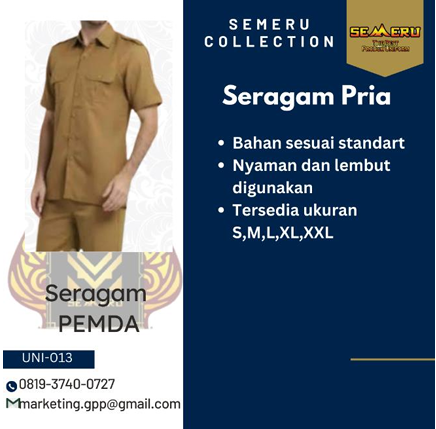 SEMERU
COLLECTION
SEMERU
Seragam Pria
Bahan sesuai standart
Nyaman dan lembut
digunakan
Tersedia ukuran
S,M,L,XL,XXL
SEMERU
Seragam
PEMDA
UNI-013
0819-3740-0727
marketing.gpp@gmail.com